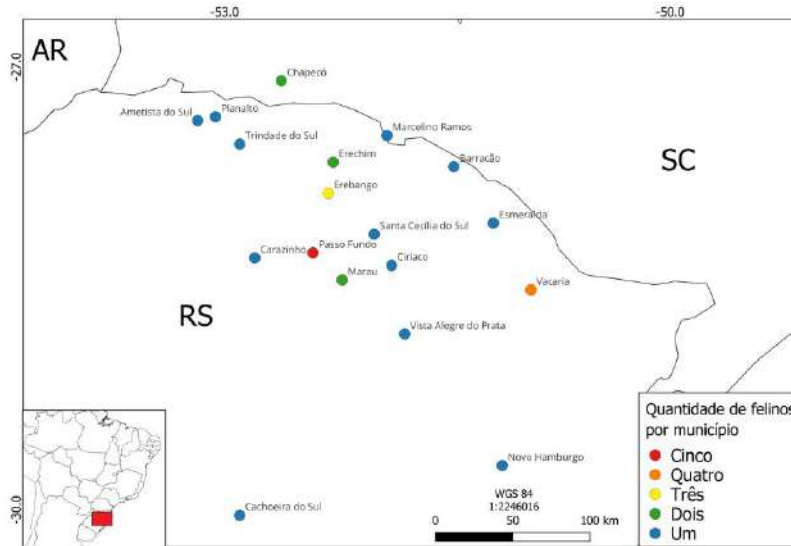 -53.0
-50.0
AR
-27.0
Chapecó
Ametista do Sul
Planalto
Trindade do Sul
Marcelino Ramos
SC
Erechim
Barracão
Erebango
Esmeralda
Santa Cecília do Sul
Carazinho
Passo Fundo
Ciríaco
Marau
Vacaria
RS
Vista Alegre do Prata
Quantidade de felinos
por município
Cinco
Quatro
Três
Dois
Um
Novo Hamburgo
WGS 84
1:2246016
-30.0
Cachoeira do Sul
0
50
100 km